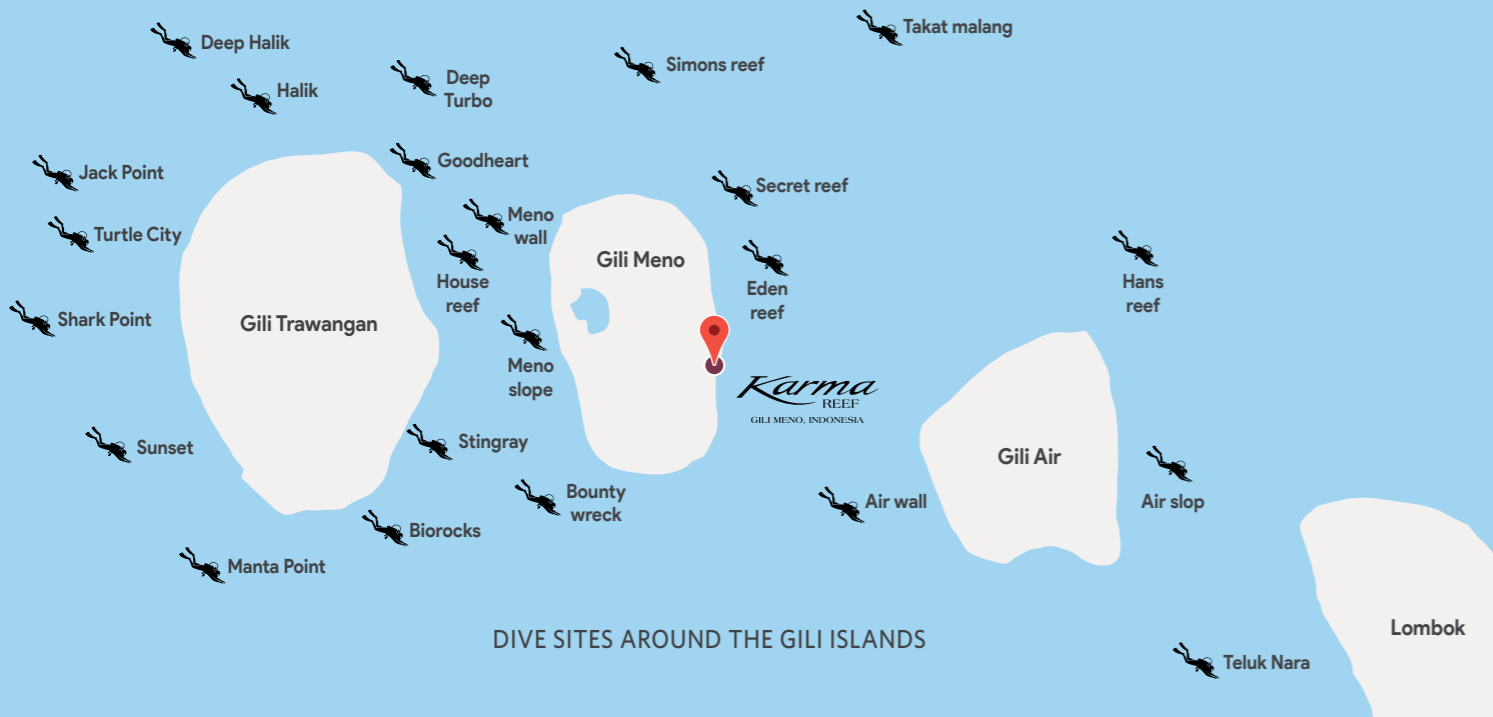 Takat malang
Deep Halik
Simons reef
Deep
Turbo
Halik
Goodheart
Jack Point
Secret reef
Meno
wall
Turtle City
Gili Meno
House
reef
Eden
reef
Hans
reef
Shark Point
Gili Trawangan
Meno
slope
Karma
REEF
GILI MENO, INDONESIA
Sunset
Stingray
Gili Air
Bounty
wreck
Air wall
Air slop
Biorocks
Manta Point
DIVE SITES AROUND THE GILI ISLANDS
Lombok
Teluk Nara